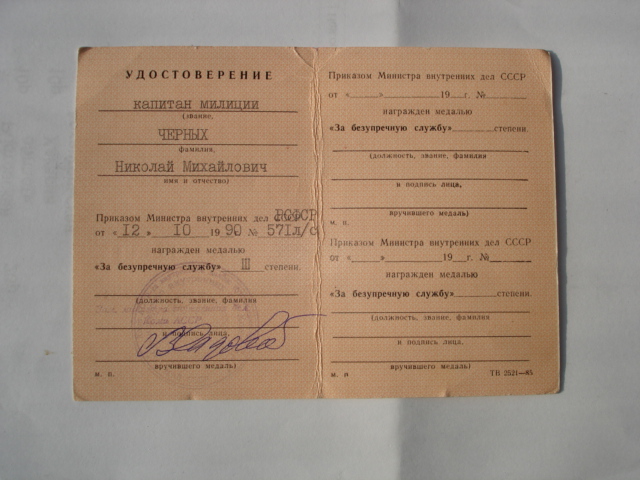 УДОСТОВЕРЕНИЕ
капитан милиции
(звание,
ЧЕРНЫХ
фамилия,
Николай Михайлович
имя и отчество)
РСФСР
Приказом Министра внутренних дел СССР
от «12» 10 1990 № 571л/с
награжден медалью
«За безупречную службу» III степени.
(должность, звание, фамилия
и подпись лица,
вручившего медаль)
м. п.
Приказом Министра внутренних дел СССР
от « » 19 г. №
награжден медалью
«За безупречную службу» степени.
(должность, звание, фамилия
и подпись лица,
вручившего медаль)
м. п.
Приказом Министра внутренних дел СССР
от « » 19 г. №
награжден медалью
«За безупречную службу» степени.
(должность, звание, фамилия
и подпись лица,
вручившего медаль)
м. п
ТП 2521—85